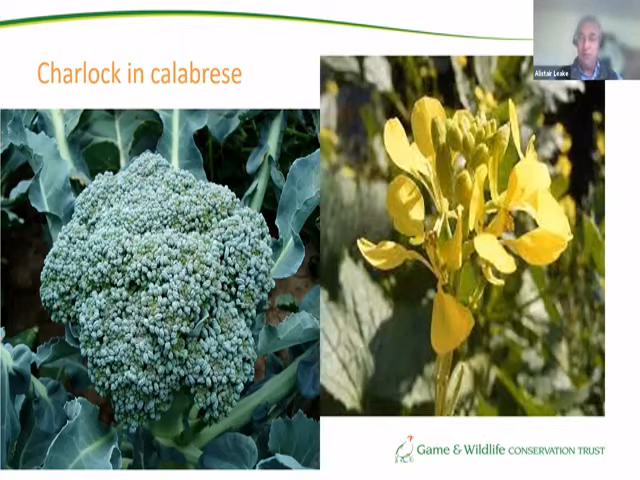 Charlock in calabrese
Alistair Leake
Game & Wildlife CONSERVATION TRUST